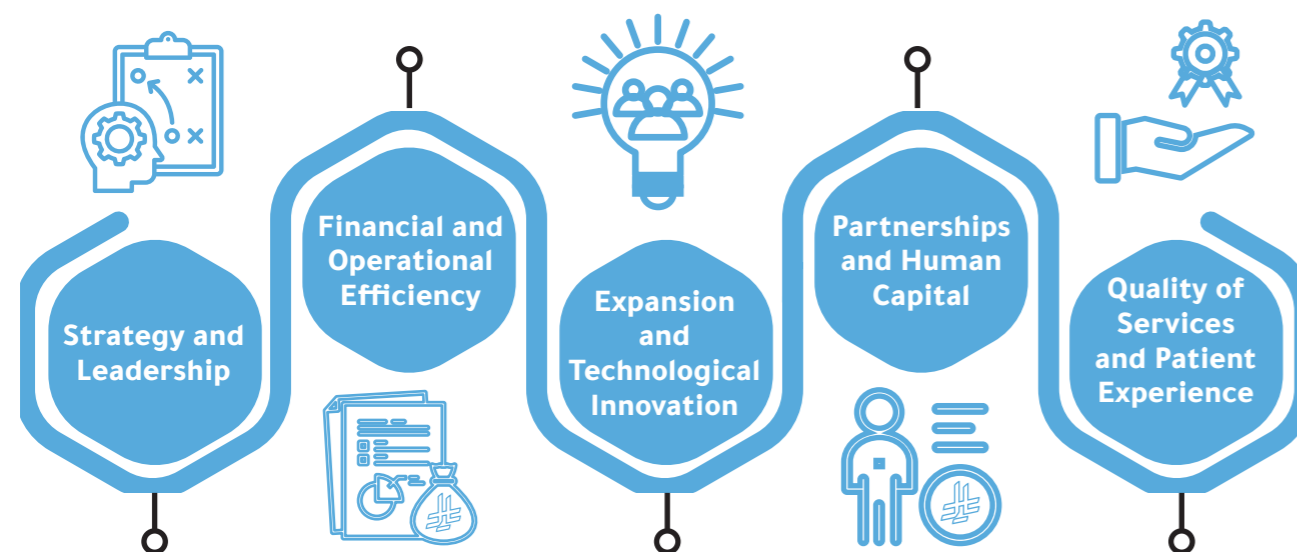 Strategy and
Leadership
Financial and
Operational
Efficiency
Expansion
and
Technological
Innovation
Partnerships
and Human
Capital
Quality of
Services
and Patient
Experience